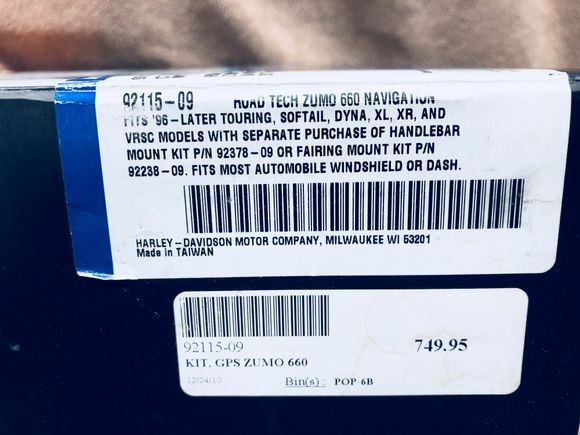 92115-09 ROAD TECH ZUMO 660 NAVIGATION
FITS '96-LATER TOURING, SOFTAIL, DYNA, XL, XR, AND
VRSC MODELS WITH SEPARATE PURCHASE OF HANDLEBAR
MOUNT KIT P/N 92378-09 OR FAIRING MOUNT KIT P/N
92238-09. FITS MOST AUTOMOBILE WINDSHIELD OR DASH.
HARLEY-DAVIDSON MOTOR COMPANY, MILWAUKEE WI 53201
Made in TAIWAN
92115-09 749.95
KIT, GPS ZUMO 660
12/24/10 Bin(s): POP-6B